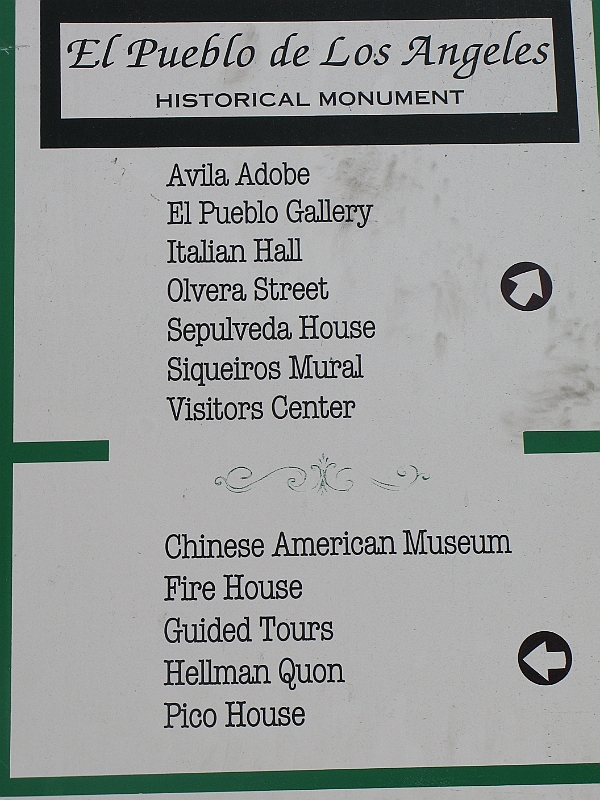 El Pueblo de Los Angeles
HISTORICAL MONUMENT
Avila Adobe
El Pueblo Gallery
Italian Hall
Olvera Street
Sepulveda House
Siqueiros Mural
Visitors Center
Chinese American Museum
Fire House
Guided Tours
Hellman Quon
Pico House